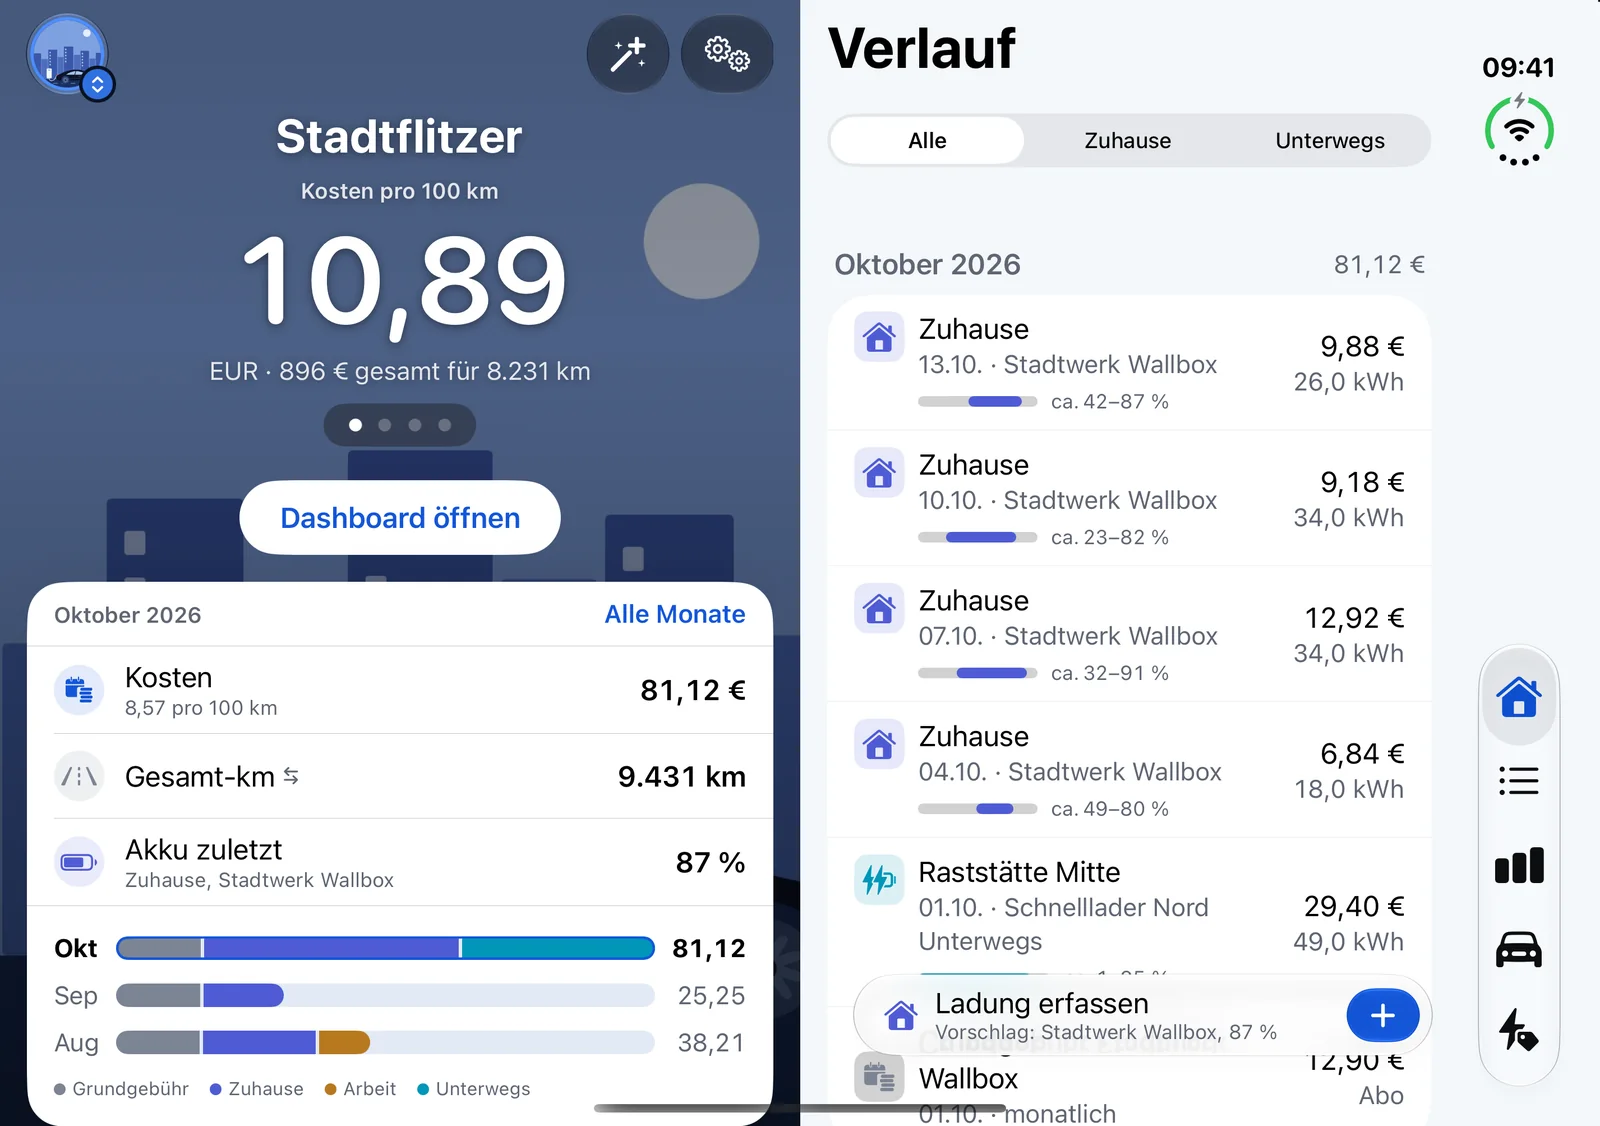 Stadtflitzer
Kosten pro 100 km
10,89
EUR · 896 € gesamt für 8.231 km
Dashboard öffnen
Oktober 2026
Alle Monate
Kosten
8,57 pro 100 km
81,12 €
Gesamt-km
9.431 km
Akku zuletzt
Zuhause, Stadtwerk Wallbox
87 %
Okt 81,12
Sep 25,25
Aug 38,21
Grundgebühr Zuhause Arbeit Unterwegs
Verlauf
09:41
Alle Zuhause Unterwegs
Oktober 2026 81,12 €
Zuhause
13.10. · Stadtwerk Wallbox
ca. 42–87 %
9,88 €
26,0 kWh
Zuhause
10.10. · Stadtwerk Wallbox
ca. 23–82 %
9,18 €
34,0 kWh
Zuhause
07.10. · Stadtwerk Wallbox
ca. 32–91 %
12,92 €
34,0 kWh
Zuhause
04.10. · Stadtwerk Wallbox
ca. 49–80 %
6,84 €
18,0 kWh
Raststätte Mitte
01.10. · Schnelllader Nord
Unterwegs
29,40 €
49,0 kWh
Ladung erfassen
Vorschlag: Stadtwerk Wallbox, 87 %
Wallbox
01.10. · monatlich
12,90 €
Abo